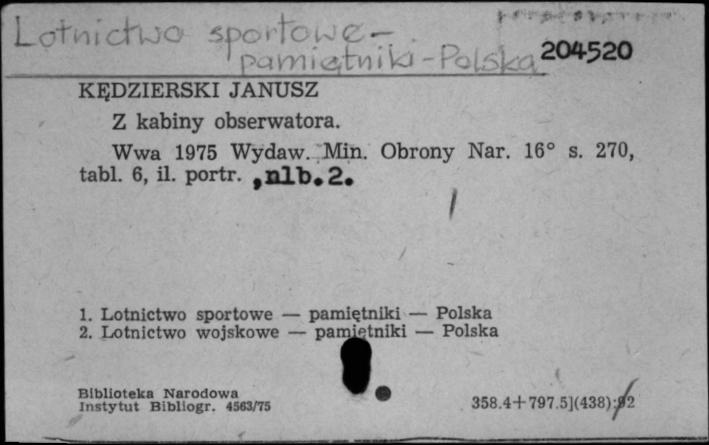 Lotnictwo sportowe -
pamiętniki - Polska 204520
KĘDZIERSKI JANUSZ
Z kabiny obserwatora.
Wwa 1975 Wydaw. Min. Obrony Nar. 16° s. 270,
tabl. 6, il. portr. ,nlb.2.
1. Lotnictwo sportowe — pamiętniki — Polska
2. Lotnictwo wojskowe — pamiętniki — Polska
Biblioteka Narodowa
Instytut Bibliogr. 4563/75
358.4+797.5](438):92